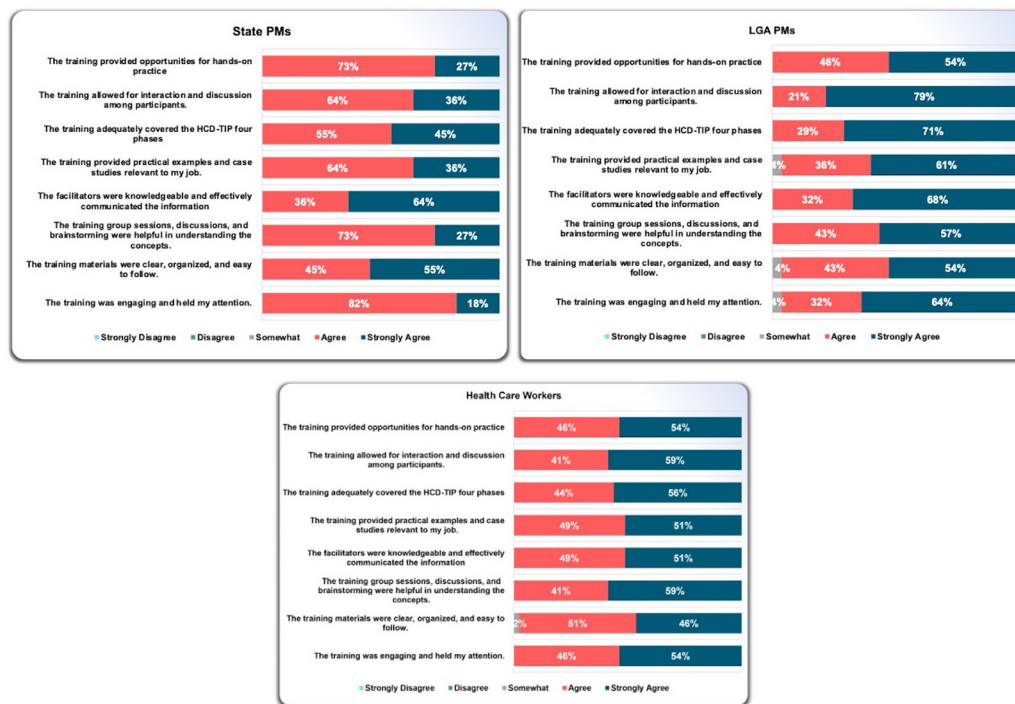 State PMs
The training provided opportunities for hands-on
practice
73% 27%
The training allowed for interaction and discussion
among participants.
64% 36%
The training adequately covered the HCD-TIP four
phases
55% 45%
The training provided practical examples and case
studies relevant to my job.
64% 36%
The facilitators were knowledgeable and effectively
communicated the information
36% 64%
The training group sessions, discussions, and
brainstorming were helpful in understanding the
concepts.
73% 27%
The training materials were clear, organized, and easy
to follow.
45% 55%
The training was engaging and held my attention.
82% 18%
Strongly Disagree Disagree Somewhat Agree Strongly Agree
LGA PMs
The training provided opportunities for hands-on practice
46% 54%
The training allowed for interaction and discussion
among participants.
21% 79%
The training adequately covered the HCD-TIP four phases
29% 71%
The training provided practical examples and case
studies relevant to my job.
4% 36% 61%
The facilitators were knowledgeable and effectively
communicated the information
32% 68%
The training group sessions, discussions, and
brainstorming were helpful in understanding the
concepts.
43% 57%
The training materials were clear, organized, and easy to
follow.
4% 43% 54%
The training was engaging and held my attention.
4% 32% 64%
Strongly Disagree Disagree Somewhat Agree Strongly Agree
Health Care Workers
The training provided opportunities for hands-on practice
46% 54%
The training allowed for interaction and discussion
among participants.
41% 59%
The training adequately covered the HCD-TIP four phases
44% 56%
The training provided practical examples and case
studies relevant to my job.
49% 51%
The facilitators were knowledgeable and effectively
communicated the information
49% 51%
The training group sessions, discussions, and
brainstorming were helpful in understanding the
concepts.
41% 59%
The training materials were clear, organized, and easy to
follow.
2% 51% 46%
The training was engaging and held my attention.
46% 54%
Strongly Disagree Disagree Somewhat Agree Strongly Agree